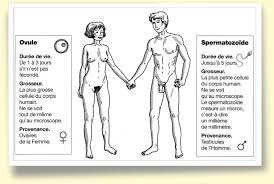 Ovule
Durée de vie.
De 1 à 3 jours
s'il n'est pas
fécondé.
Grosseur.
La plus grosse
cellule du corps
humain.
Ne se voit
tout de même
qu'au microscope.
Provenance.
Ovaires
de la Femme.
Spermatozoïde
Durée de vie.
Jusqu'à 5 jours.
Grosseur.
La plus petite cellule
du corps humain.
Ne se voit
qu'au microscope.
Le spermatozoïde
mesure un micron,
c'est-à dire
un millième
de millimètre.
Provenance.
Testicules
de l'Homme.